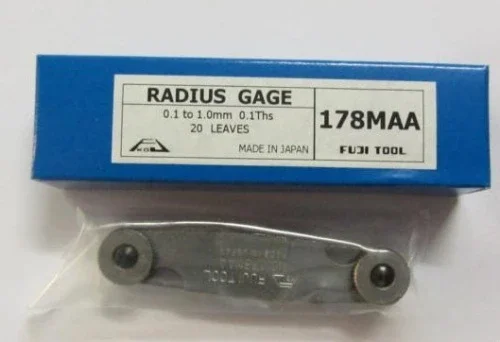 RADIUS GAGE
0.1 to 1.0mm 0.1Ths
20 LEAVES
MADE IN JAPAN
178MAA
FUJI TOOL
FUJI TOOL